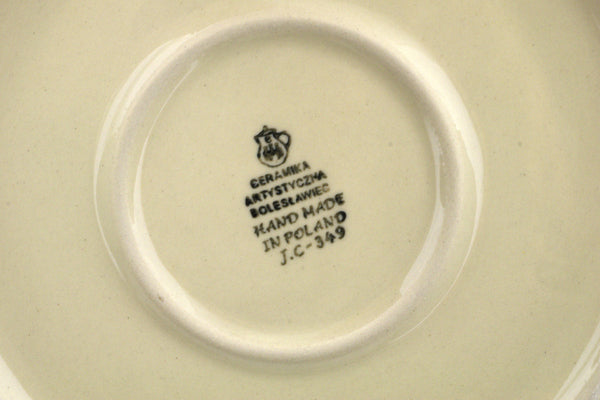 CERAMIKA
ARTYSTYCZNA
BOLESŁAWIEC
HAND MADE
IN POLAND
J.C-349